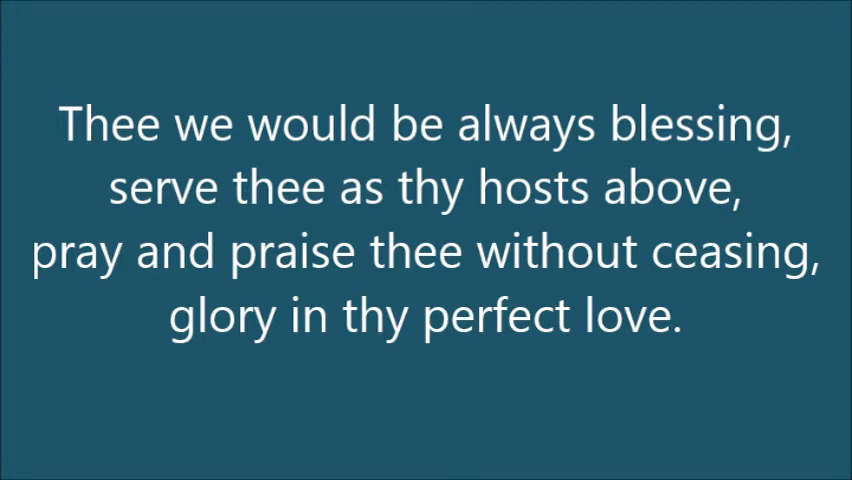 Thee we would be always blessing,
serve thee as thy hosts above,
pray and praise thee without ceasing,
glory in thy perfect love.